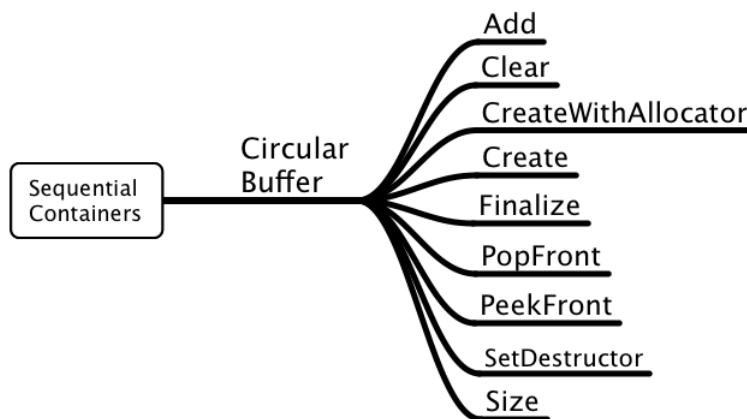 Sequential
Containers
Circular
Buffer
Add
Clear
CreateWithAllocator
Create
Finalize
PopFront
PeekFront
SetDestructor
Size